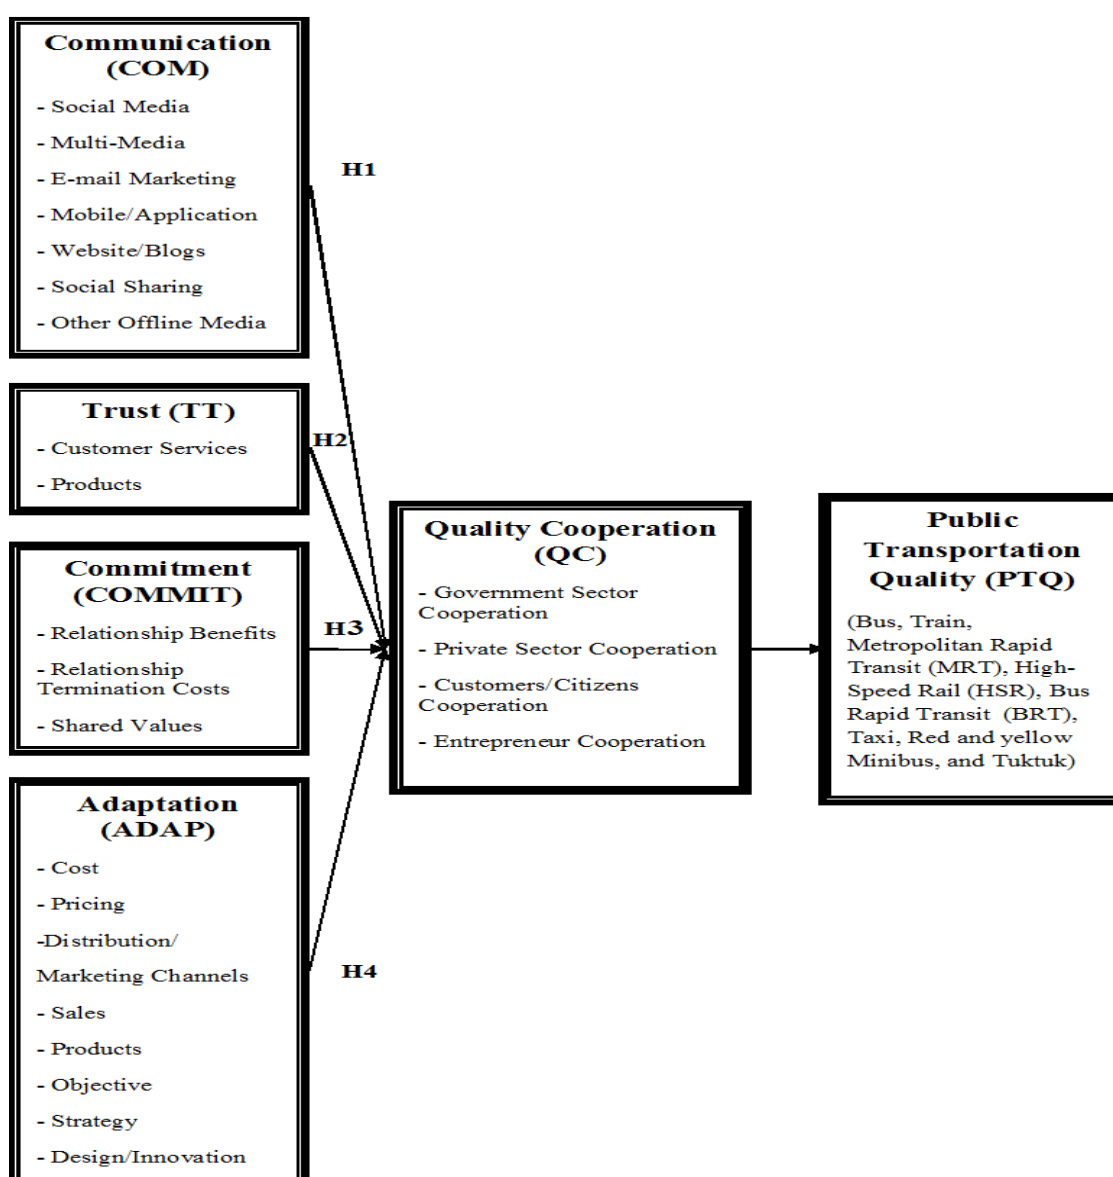 Communication
(COM)
- Social Media
- Multi-Media
- E-mail Marketing
- Mobile/Application
- Website/Blogs
- Social Sharing
- Other Offline Media
H1
Trust (TT)
- Customer Services
- Products
H2
Commitment
(COMMIT)
- Relationship Benefits
- Relationship
Termination Costs
- Shared Values
H3
Adaptation
(ADAP)
- Cost
- Pricing
-Distribution/
Marketing Channels
- Sales
- Products
- Objective
- Strategy
- Design/Innovation
H4
Quality Cooperation
(QC)
- Government Sector
Cooperation
- Private Sector Cooperation
- Customers/Citizens
Cooperation
- Entrepreneur Cooperation
Public
Transportation
Quality (PTQ)
(Bus, Train,
Metropolitan Rapid
Transit (MRT), High-
Speed Rail (HSR), Bus
Rapid Transit (BRT),
Taxi, Red and yellow
Minibus, and Tuktuk)